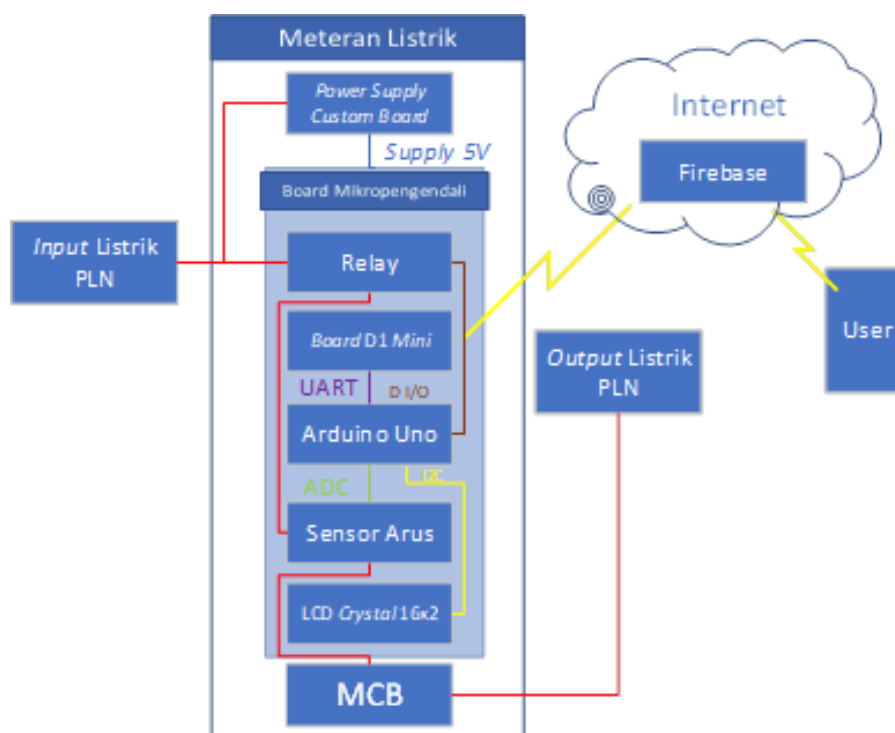 Meteran Listrik
Power Supply
Custom Board
Supply 5V
Board Mikropengendali
Input Listrik
PLN
Relay
Board D1 Mini
UART
D I/O
Arduino Uno
I2C
ADC
Sensor Arus
LCD Crystal 16x2
MCB
Internet
Firebase
User
Output Listrik
PLN